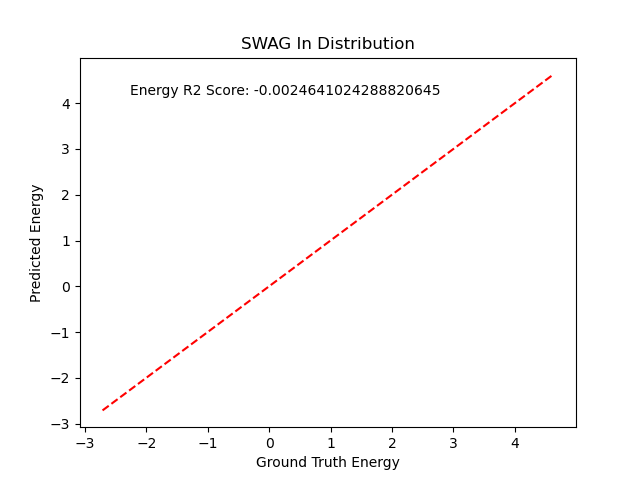 SWAG In Distribution
Energy R2 Score: -0.0024641024288820645
Predicted Energy
4
3
2
1
0
−1
−2
−3
−3 −2 −1 0 1 2 3 4
Ground Truth Energy